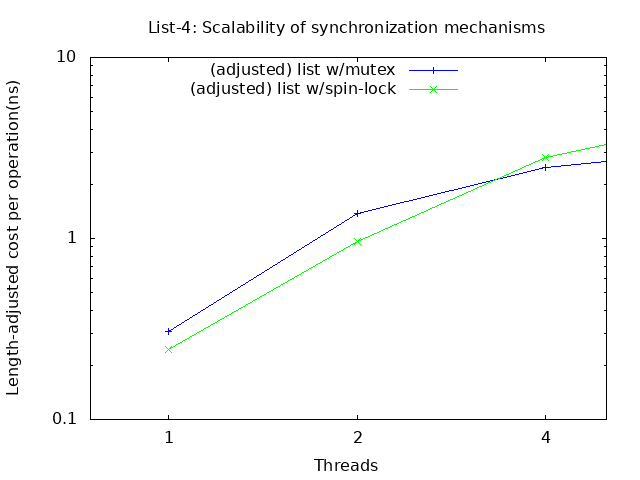 List-4: Scalability of synchronization mechanisms
10
(adjusted) list w/mutex
(adjusted) list w/spin-lock
Length-adjusted cost per operation(ns)
1
0.1
1 2 4
Threads